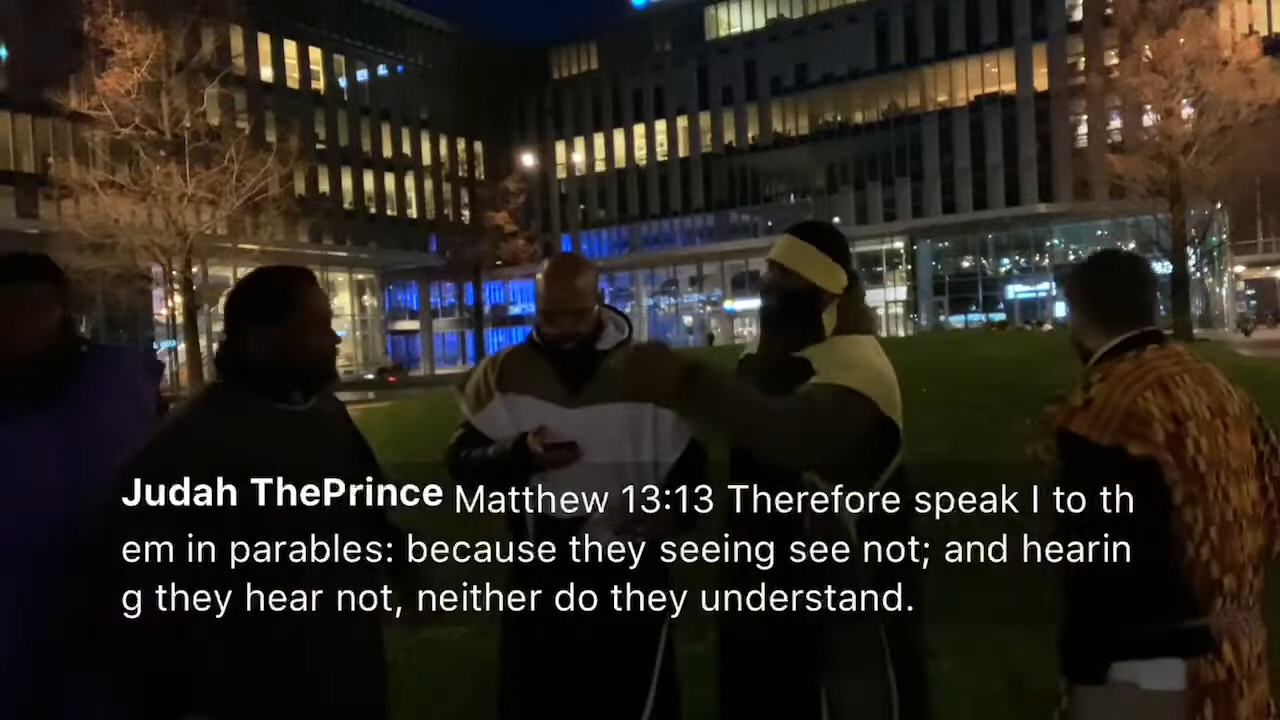 Judah ThePrince Matthew 13:13 Therefore speak I to th
em in parables: because they seeing see not; and hearin
g they hear not, neither do they understand.